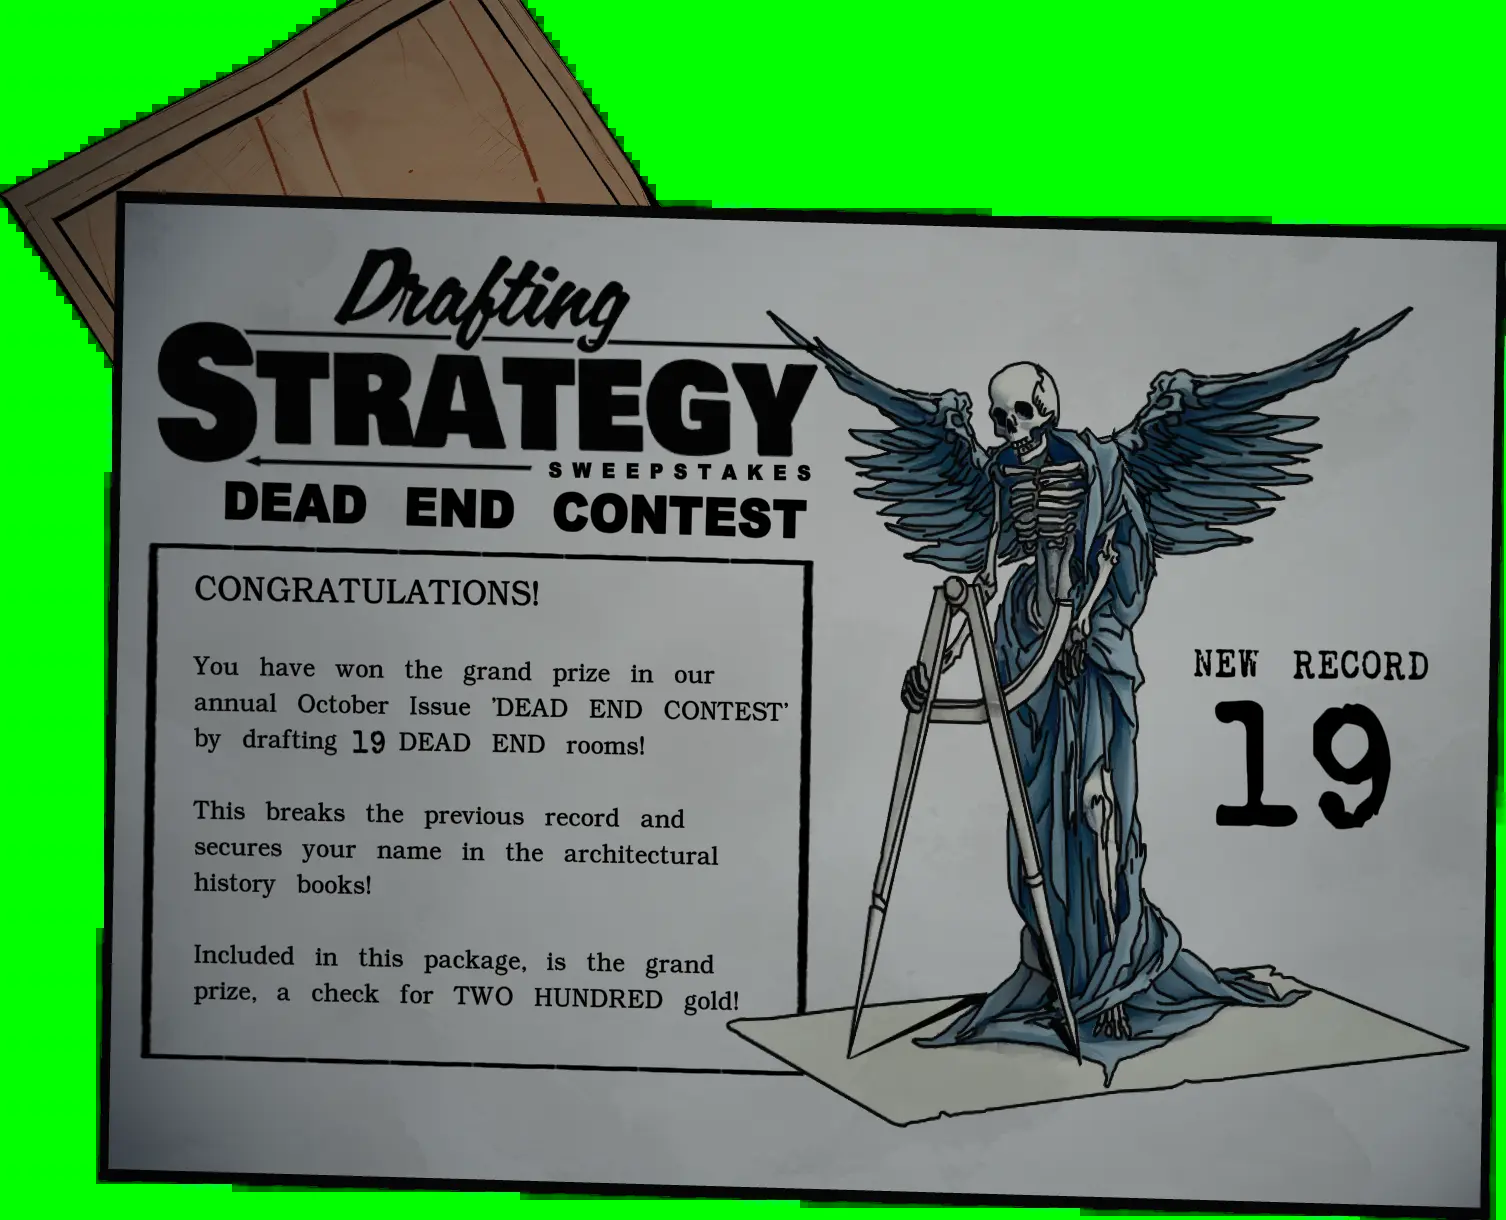 Drafting
STRATEGY
SWEEPSTAKES
DEAD END CONTEST
CONGRATULATIONS!
You have won the grand prize in our
annual October Issue 'DEAD END CONTEST'
by drafting 19 DEAD END rooms!
This breaks the previous record and
secures your name in the architectural
history books!
Included in this package, is the grand
prize, a check for TWO HUNDRED gold!
NEW RECORD
19